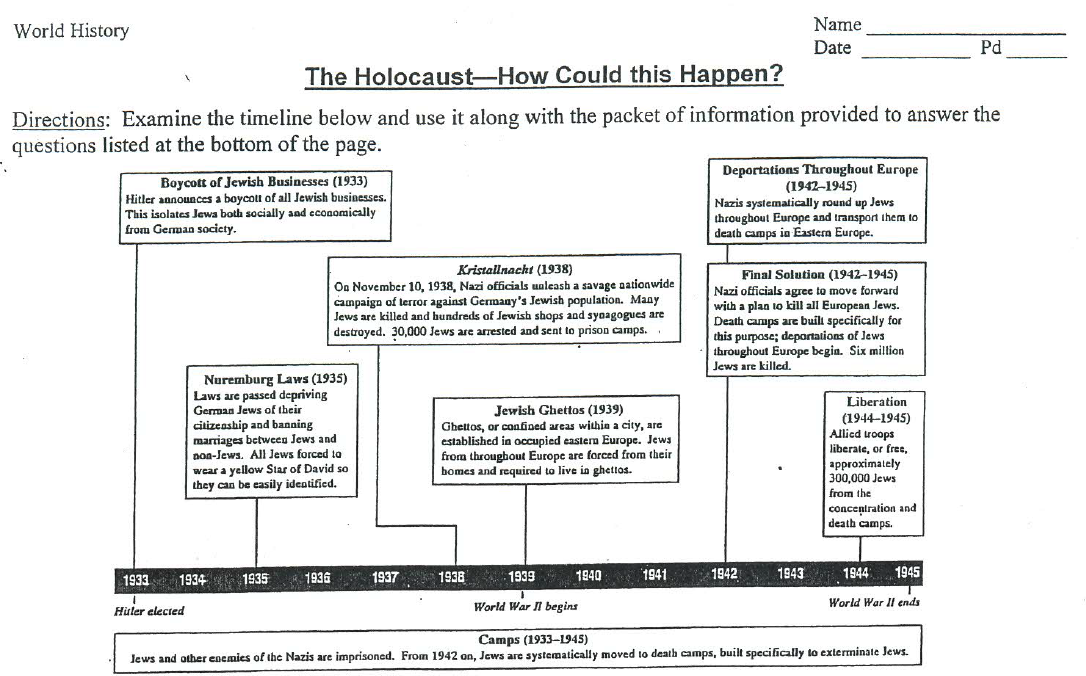 World History
Name
Date Pd
The Holocaust—How Could this Happen?
Directions: Examine the timeline below and use it along with the packet of information provided to answer the
questions listed at the bottom of the page.
Boycott of Jewish Businesses (1933)
Hitler announces a boycott of all Jewish businesses.
This isolates Jews both socially and economically
from German society.
Deportations Throughout Europe
(1942–1945)
Nazis systematically round up Jews
throughout Europe and transport them to
death camps in Eastern Europe.
Kristallnacht (1938)
On November 10, 1938, Nazi officials unleash a savage nationwide
campaign of terror against Germany's Jewish population. Many
Jews are killed and hundreds of Jewish shops and synagogues are
destroyed. 30,000 Jews are arrested and sent to prison camps.
Final Solution (1942–1945)
Nazi officials agree to move forward
with a plan to kill all European Jews.
Death camps are built specifically for
this purpose; deportations of Jews
throughout Europe begin. Six million
Jews are killed.
Nuremburg Laws (1935)
Laws are passed depriving
German Jews of their
citizenship and banning
marriages between Jews and
non-Jews. All Jews forced to
wear a yellow Star of David so
they can be easily identified.
Jewish Ghettos (1939)
Ghettos, or confined areas within a city, are
established in occupied eastern Europe. Jews
from throughout Europe are forced from their
homes and required to live in ghettos.
Liberation
(1944–1945)
Allied troops
liberate, or free,
approximately
300,000 Jews
from the
concentration and
death camps.
1933 1934 1935 1936 1937 1938 1939 1940 1941 1942 1943 1944 1945
Hitler elected
World War II begins
World War II ends
Camps (1933–1945)
Jews and other enemies of the Nazis are imprisoned. From 1942 on, Jews are systematically moved to death camps, built specifically to exterminate Jews.